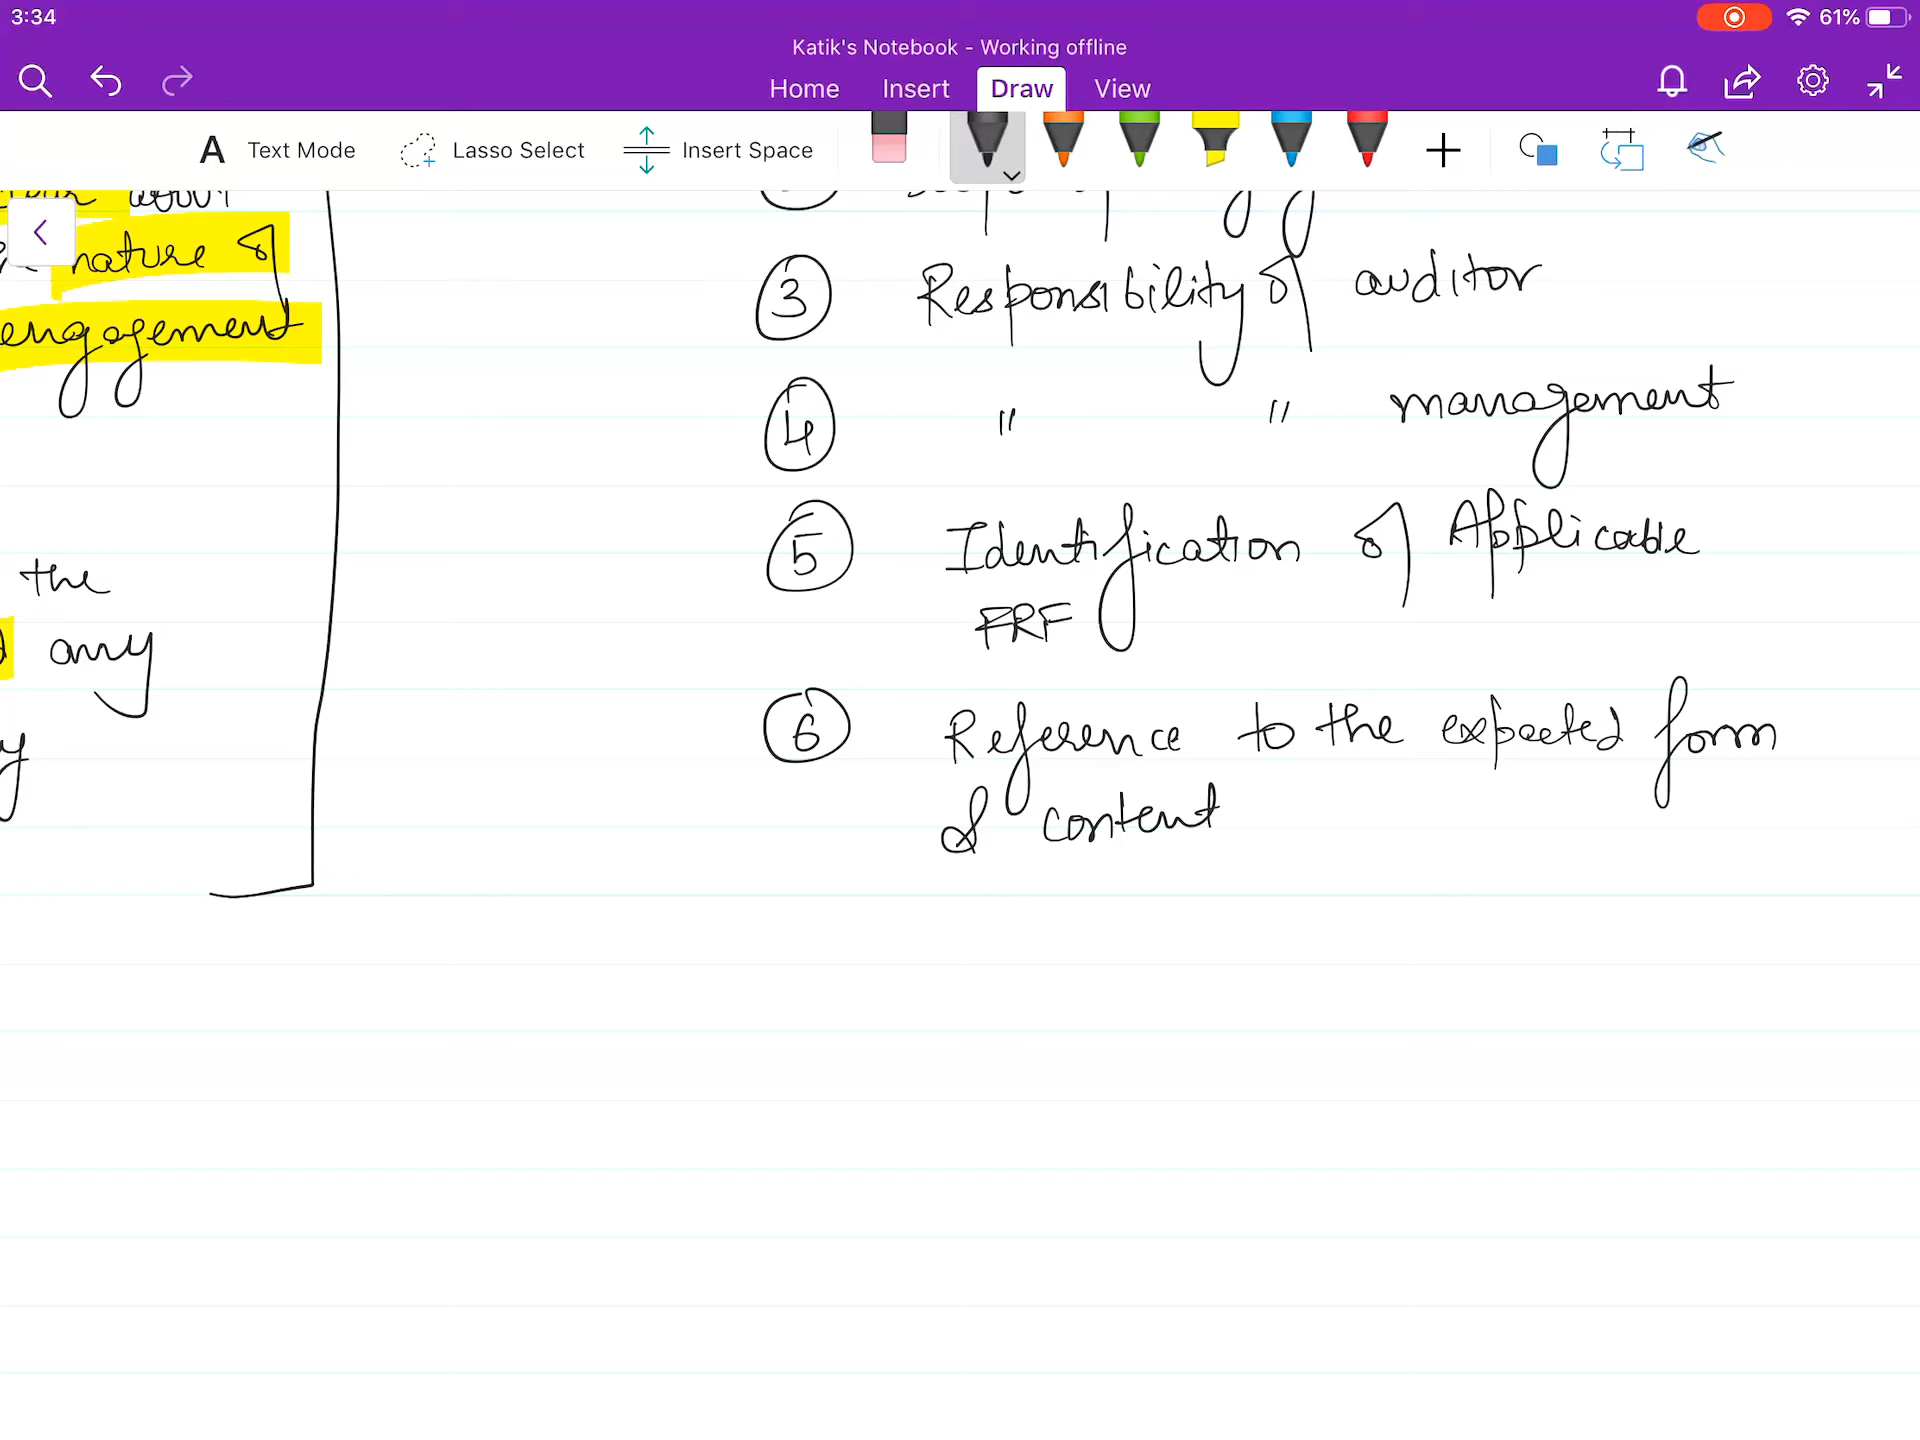 3:34
61%
Katik's Notebook - Working offline
Home Insert Draw View
A Text Mode Lasso Select Insert Space
about
nature of
engagement
the
any
y
③ Responsibility of auditor
④ " " management
⑤ Identification of Applicable
FRF
⑥ Reference to the expected form
& content